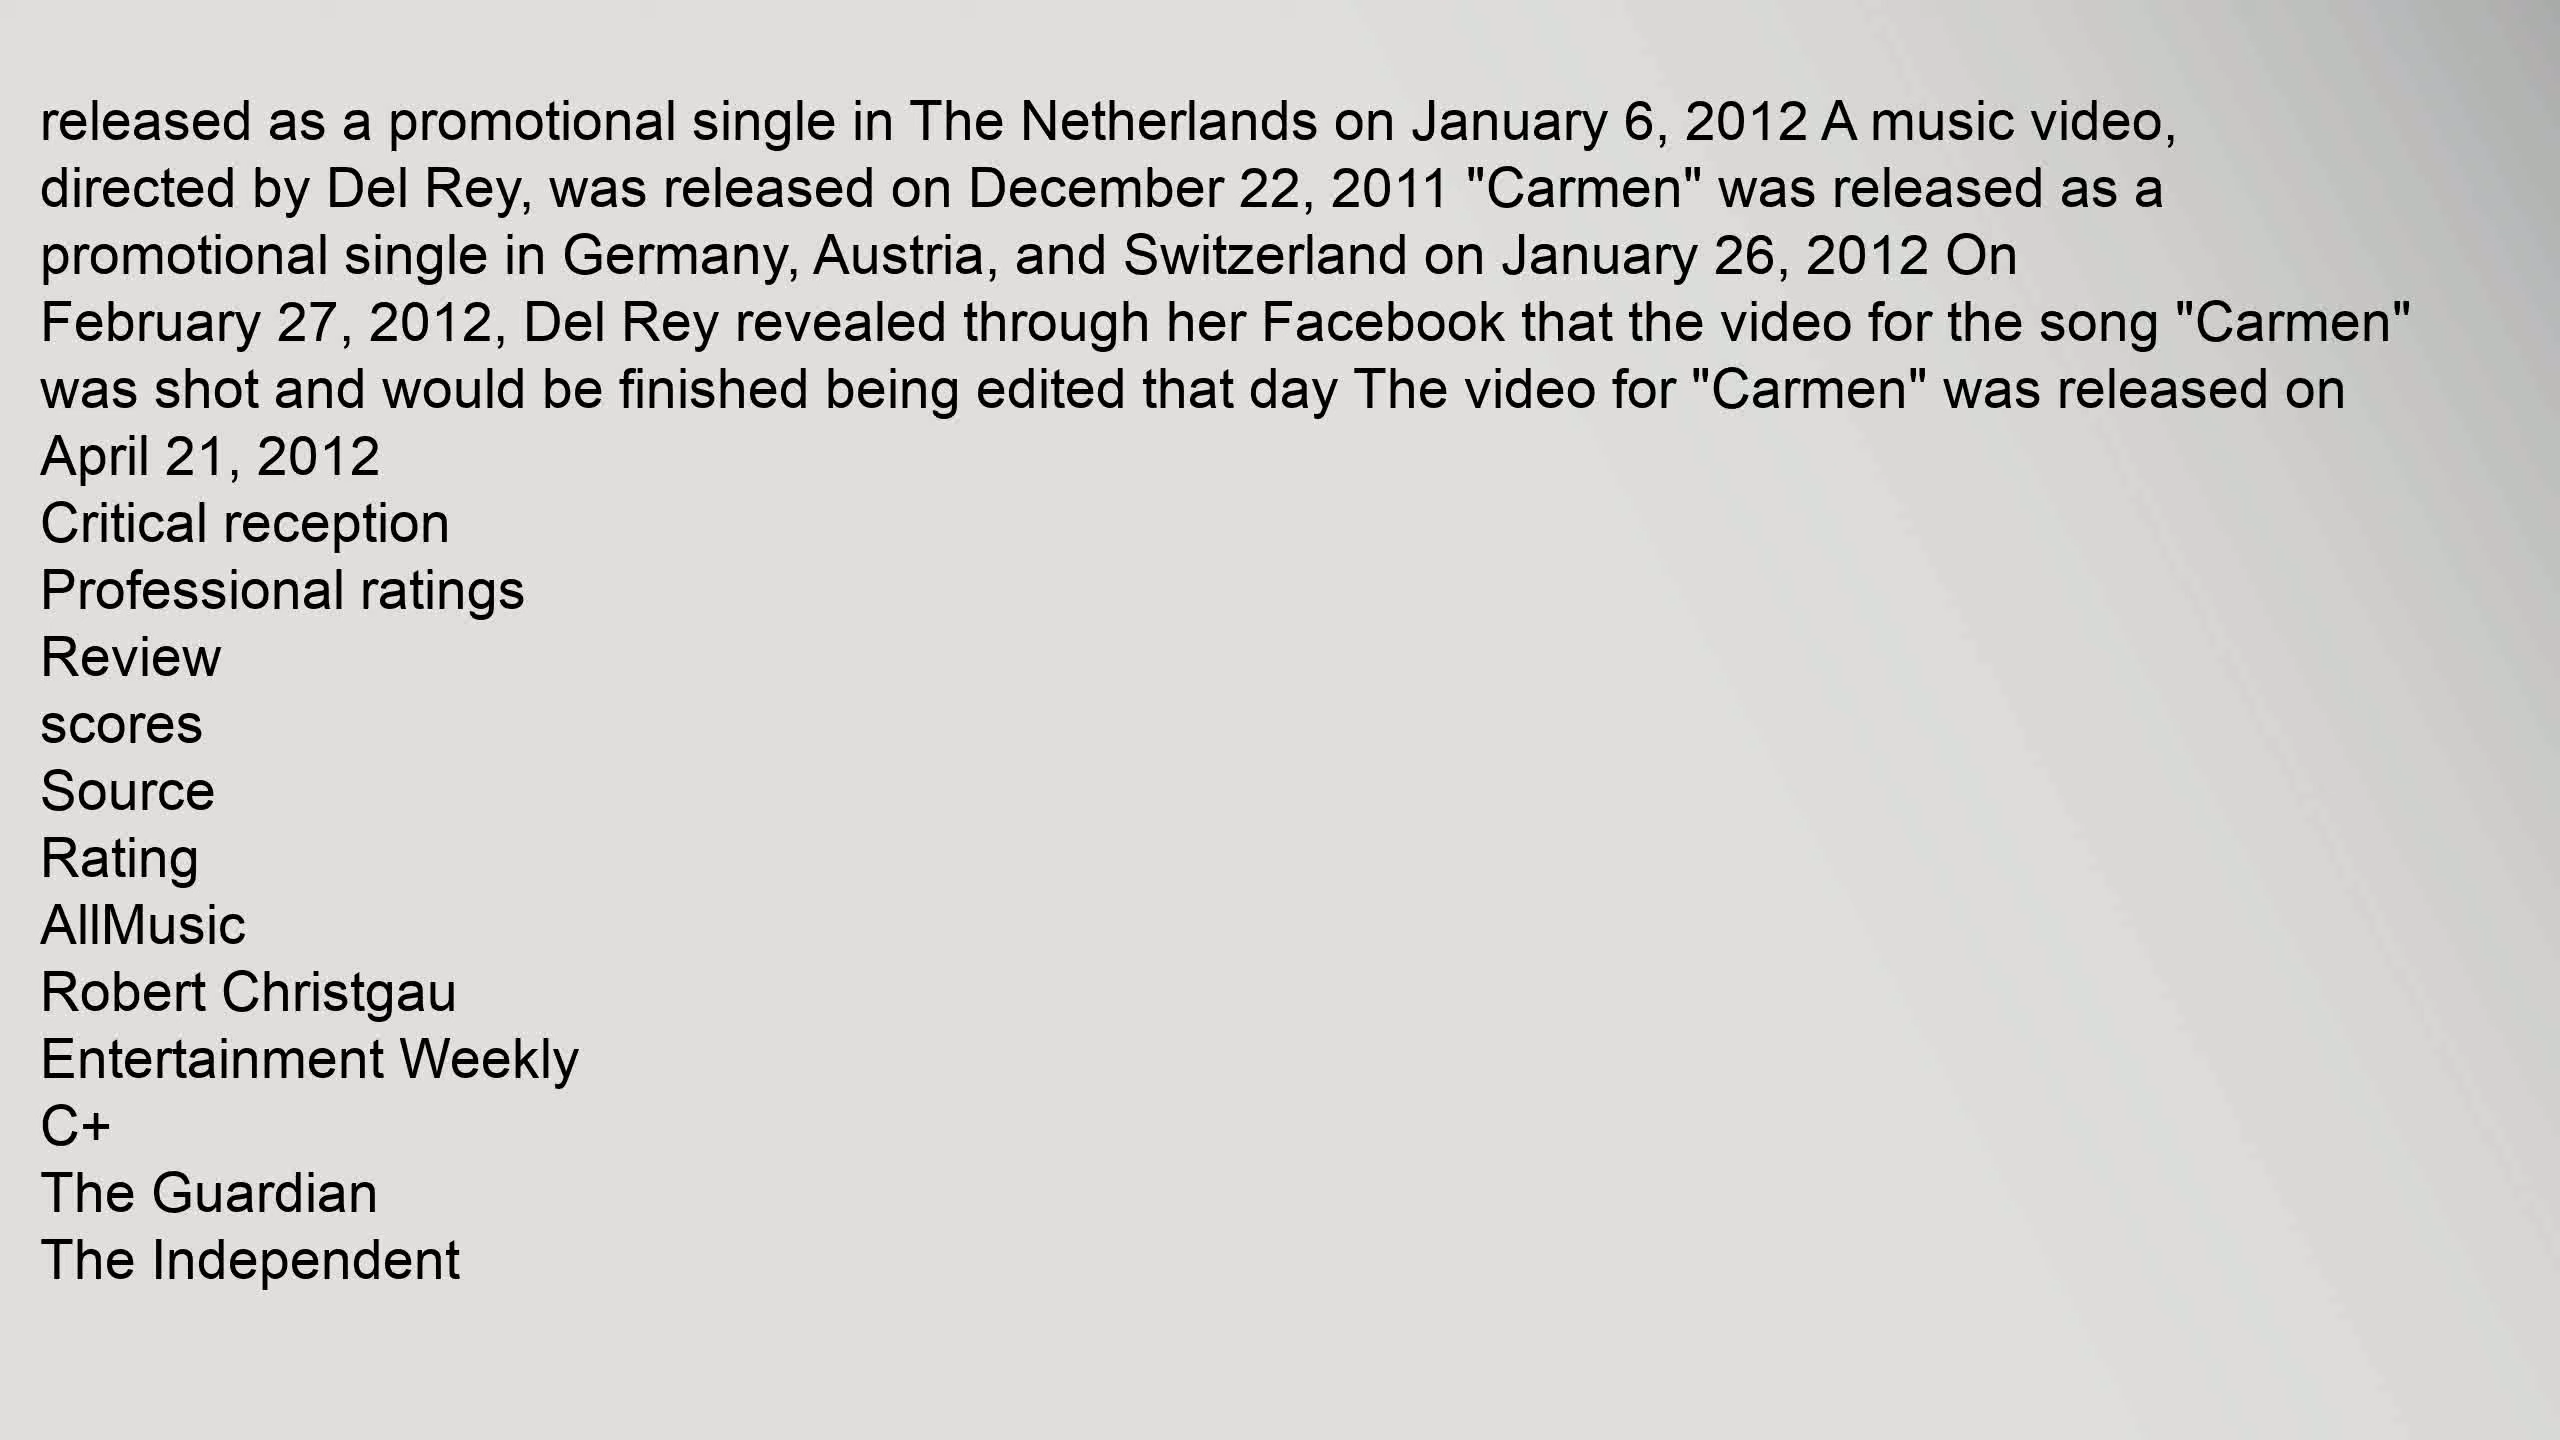 released as a promotional single in The Netherlands on January 6, 2012 A music video,
directed by Del Rey, was released on December 22, 2011 "Carmen" was released as a
promotional single in Germany, Austria, and Switzerland on January 26, 2012 On
February 27, 2012, Del Rey revealed through her Facebook that the video for the song "Carmen"
was shot and would be finished being edited that day The video for "Carmen" was released on
April 21, 2012
Critical reception
Professional ratings
Review
scores
Source
Rating
AllMusic
Robert Christgau
Entertainment Weekly
C+
The Guardian
The Independent